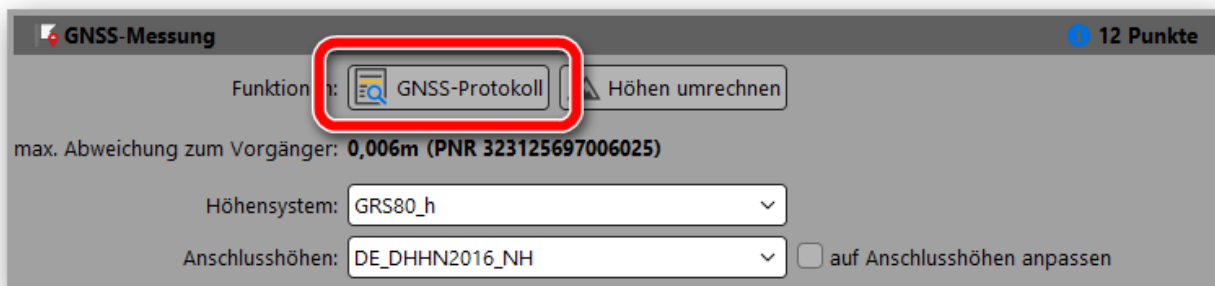 GNSS-Messung 12 Punkte
Funktionen: GNSS-Protokoll Höhen umrechnen
max. Abweichung zum Vorgänger: 0,006m (PNR 323125697006025)
Höhensystem: GRS80_h
Anschlusshöhen: DE_DHHN2016_NH auf Anschlusshöhen anpassen